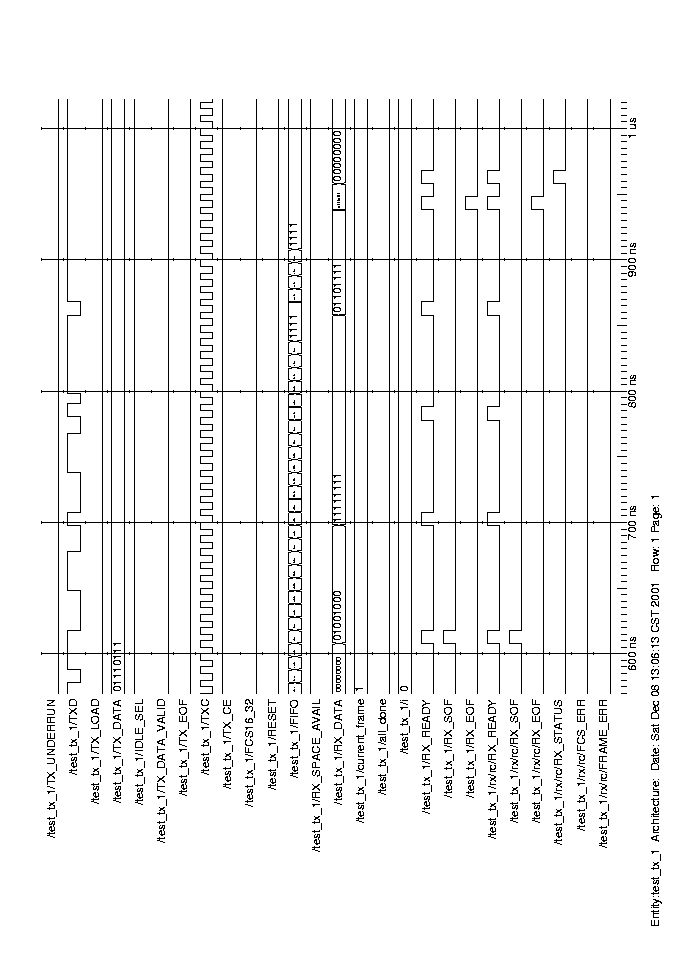 /test_tx_1/TX_UNDERRUN
/test_tx_1/TXD
/test_tx_1/TX_LOAD
/test_tx_1/TX_DATA 01110111
/test_tx_1/IDLE_SEL
/test_tx_1/TX_DATA_VALID
/test_tx_1/TX_EOF
/test_tx_1/TXC
/test_tx_1/TX_CE
/test_tx_1/FCS16_32
/test_tx_1/RESET
/test_tx_1/FIFO 1111 1111
/test_tx_1/RX_SPACE_AVAIL
/test_tx_1/RX_DATA 00000000 01001000 11111111 01101111 00000000
/test_tx_1/current_frame 1
/test_tx_1/all_done
/test_tx_1/i 0
/test_tx_1/RX_READY
/test_tx_1/RX_SOF
/test_tx_1/RX_EOF
/test_tx_1/rx/rc/RX_READY
/test_tx_1/rx/rc/RX_SOF
/test_tx_1/rx/rc/RX_EOF
/test_tx_1/rx/rc/RX_STATUS
/test_tx_1/rx/rc/FCS_ERR
/test_tx_1/rx/rc/FRAME_ERR
600 ns 700 ns 800 ns 900 ns 1 us
Entity:test_tx_1 Architecture: Date: Sat Dec 08 13:06:13 CST 2001 Row: 1 Page: 1